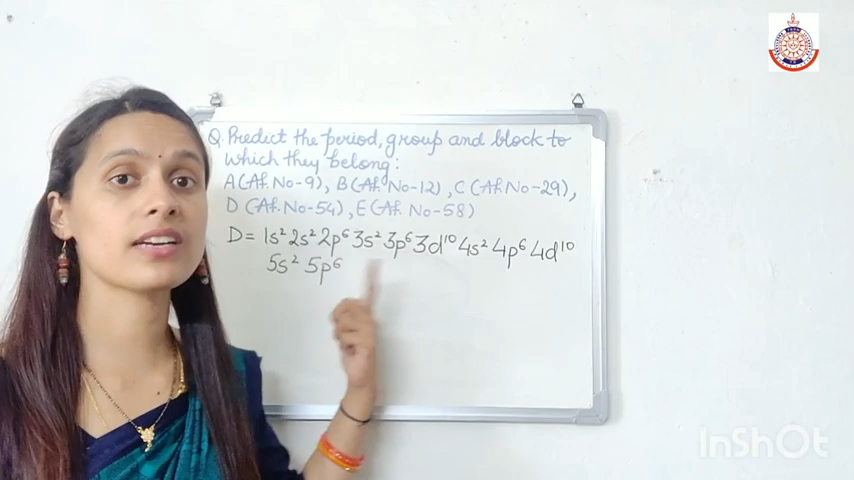 Q. Predict the period, group and block to
which they belong:
A (At. No-9), B (At. No-12), C (At. No-29),
D (At. No-54), E (At. No-58)
D = 1s² 2s² 2p⁶ 3s² 3p⁶ 3d¹⁰ 4s² 4p⁶ 4d¹⁰
5s² 5p⁶
InShOt